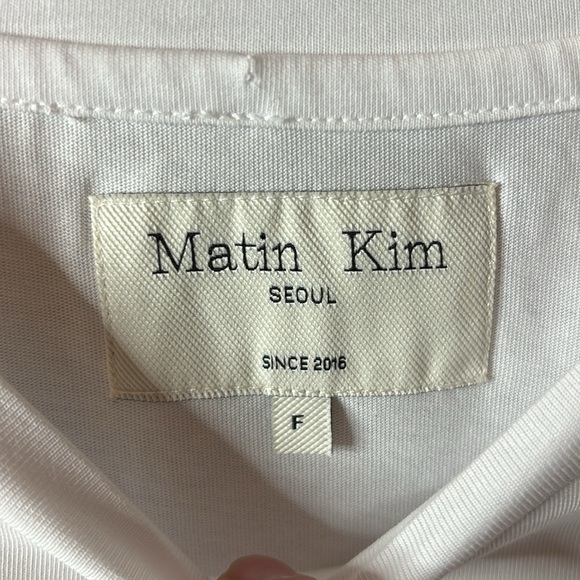 Matin Kim
SEOUL
SINCE 2016
F